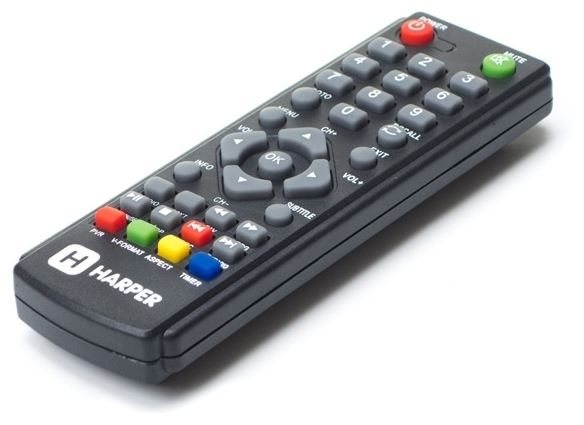 POWER
MUTE
1 2 3
4 5 6
7 8 9
0
RECALL
MENU
EXIT
VOL-
CH+
OK
CH-
VOL+
INFO
SUBTITLE
PVR
V-FORMAT
ASPECT
TIMER
H HARPER